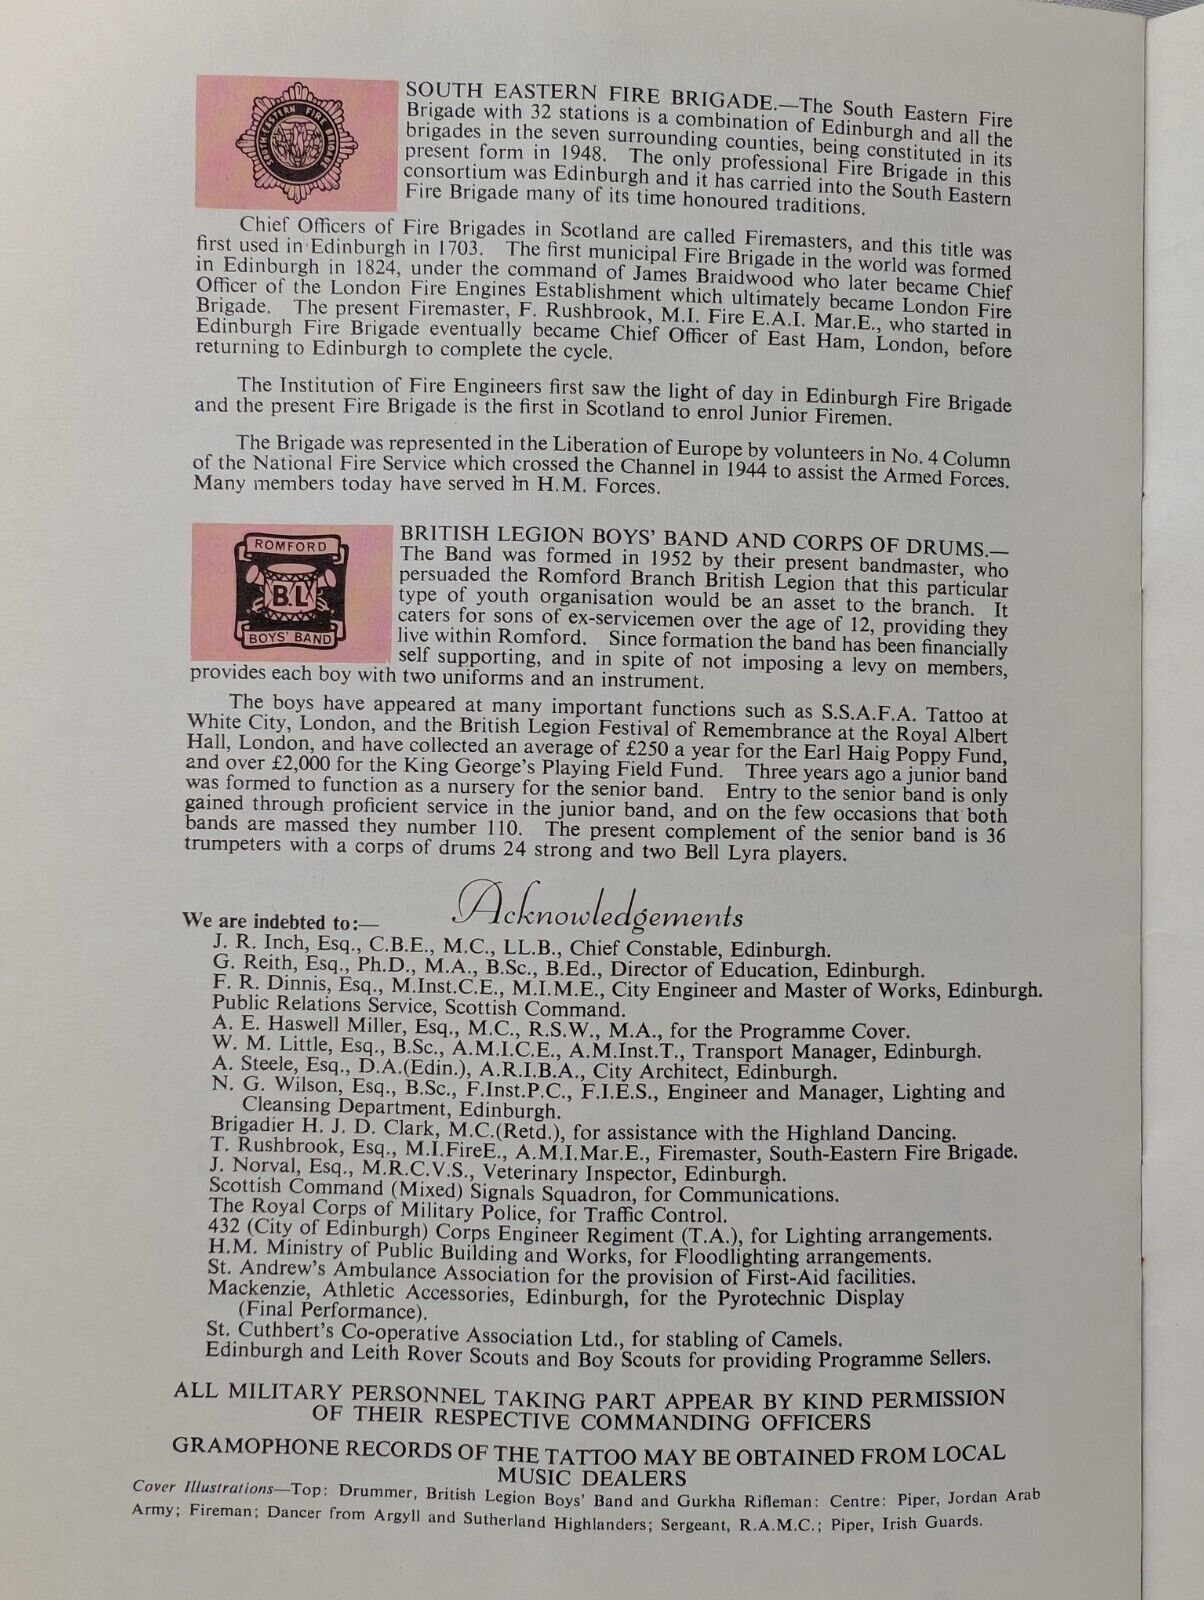 SOUTH EASTERN FIRE BRIGADE
SOUTH EASTERN FIRE BRIGADE.—The South Eastern Fire
Brigade with 32 stations is a combination of Edinburgh and all the
brigades in the seven surrounding counties, being constituted in its
present form in 1948. The only professional Fire Brigade in this
consortium was Edinburgh and it has carried into the South Eastern
Fire Brigade many of its time honoured traditions.
Chief Officers of Fire Brigades in Scotland are called Firemasters, and this title was
first used in Edinburgh in 1703. The first municipal Fire Brigade in the world was formed
in Edinburgh in 1824, under the command of James Braidwood who later became Chief
Officer of the London Fire Engines Establishment which ultimately became London Fire
Brigade. The present Firemaster, F. Rushbrook, M.I. Fire E.A.I. Mar.E., who started in
Edinburgh Fire Brigade eventually became Chief Officer of East Ham, London, before
returning to Edinburgh to complete the cycle.
The Institution of Fire Engineers first saw the light of day in Edinburgh Fire Brigade
and the present Fire Brigade is the first in Scotland to enrol Junior Firemen.
The Brigade was represented in the Liberation of Europe by volunteers in No. 4 Column
of the National Fire Service which crossed the Channel in 1944 to assist the Armed Forces.
Many members today have served in H.M. Forces.
ROMFORD
B.L
BOYS' BAND
BRITISH LEGION BOYS' BAND AND CORPS OF DRUMS.—
The Band was formed in 1952 by their present bandmaster, who
persuaded the Romford Branch British Legion that this particular
type of youth organisation would be an asset to the branch. It
caters for sons of ex-servicemen over the age of 12, providing they
live within Romford. Since formation the band has been financially
self supporting, and in spite of not imposing a levy on members,
provides each boy with two uniforms and an instrument.
The boys have appeared at many important functions such as S.S.A.F.A. Tattoo at
White City, London, and the British Legion Festival of Remembrance at the Royal Albert
Hall, London, and have collected an average of £250 a year for the Earl Haig Poppy Fund,
and over £2,000 for the King George's Playing Field Fund. Three years ago a junior band
was formed to function as a nursery for the senior band. Entry to the senior band is only
gained through proficient service in the junior band, and on the few occasions that both
bands are massed they number 110. The present complement of the senior band is 36
trumpeters with a corps of drums 24 strong and two Bell Lyra players.
Acknowledgements
We are indebted to:—
J. R. Inch, Esq., C.B.E., M.C., LL.B., Chief Constable, Edinburgh.
G. Reith, Esq., Ph.D., M.A., B.Sc., B.Ed., Director of Education, Edinburgh.
F. R. Dinnis, Esq., M.Inst.C.E., M.I.M.E., City Engineer and Master of Works, Edinburgh.
Public Relations Service, Scottish Command.
A. E. Haswell Miller, Esq., M.C., R.S.W., M.A., for the Programme Cover.
W. M. Little, Esq., B.Sc., A.M.I.C.E., A.M.Inst.T., Transport Manager, Edinburgh.
A. Steele, Esq., D.A.(Edin.), A.R.I.B.A., City Architect, Edinburgh.
N. G. Wilson, Esq., B.Sc., F.Inst.P.C., F.I.E.S., Engineer and Manager, Lighting and
Cleansing Department, Edinburgh.
Brigadier H. J. D. Clark, M.C.(Retd.), for assistance with the Highland Dancing.
T. Rushbrook, Esq., M.I.FireE., A.M.I.Mar.E., Firemaster, South-Eastern Fire Brigade.
J. Norval, Esq., M.R.C.V.S., Veterinary Inspector, Edinburgh.
Scottish Command (Mixed) Signals Squadron, for Communications.
The Royal Corps of Military Police, for Traffic Control.
432 (City of Edinburgh) Corps Engineer Regiment (T.A.), for Lighting arrangements.
H.M. Ministry of Public Building and Works, for Floodlighting arrangements.
St. Andrew's Ambulance Association for the provision of First-Aid facilities.
Mackenzie, Athletic Accessories, Edinburgh, for the Pyrotechnic Display
(Final Performance).
St. Cuthbert's Co-operative Association Ltd., for stabling of Camels.
Edinburgh and Leith Rover Scouts and Boy Scouts for providing Programme Sellers.
ALL MILITARY PERSONNEL TAKING PART APPEAR BY KIND PERMISSION
OF THEIR RESPECTIVE COMMANDING OFFICERS
GRAMOPHONE RECORDS OF THE TATTOO MAY BE OBTAINED FROM LOCAL
MUSIC DEALERS
Cover Illustrations—Top: Drummer, British Legion Boys' Band and Gurkha Rifleman: Centre: Piper, Jordan Arab
Army; Fireman; Dancer from Argyll and Sutherland Highlanders; Sergeant, R.A.M.C.; Piper, Irish Guards.